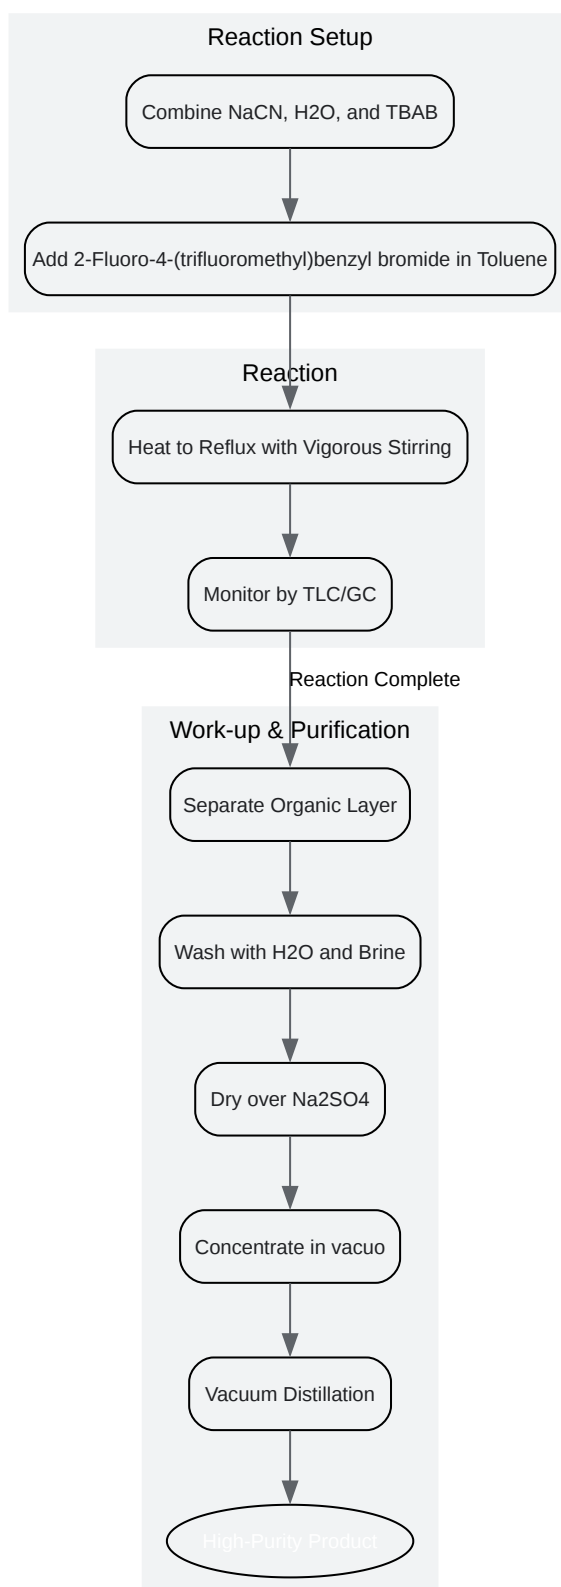 Reaction Setup
Combine NaCN, H2O, and TBAB
Add 2-Fluoro-4-(trifluoromethyl)benzyl bromide in Toluene
Reaction
Heat to Reflux with Vigorous Stirring
Monitor by TLC/GC
Reaction Complete
Work-up & Purification
Separate Organic Layer
Wash with H2O and Brine
Dry over Na2SO4
Concentrate in vacuo
Vacuum Distillation
High-Purity Product